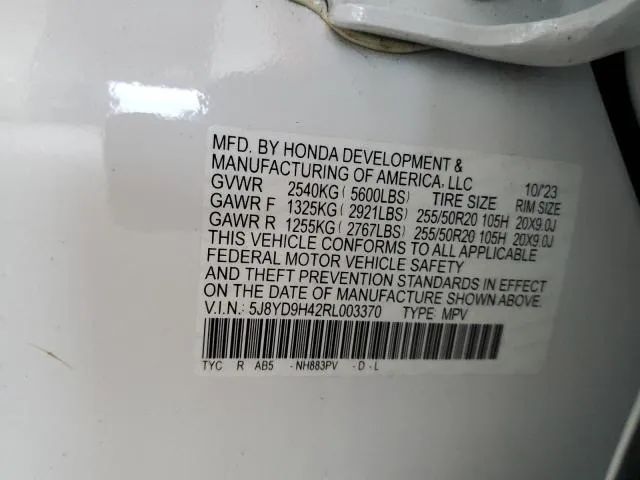 MFD. BY HONDA DEVELOPMENT &
MANUFACTURING OF AMERICA, LLC 10/'23
GVWR 2540KG( 5600LBS) TIRE SIZE RIM SIZE
GAWR F 1325KG( 2921LBS) 255/50R20 105H 20X9.0J
GAWR R 1255KG( 2767LBS) 255/50R20 105H 20X9.0J
THIS VEHICLE CONFORMS TO ALL APPLICABLE
FEDERAL MOTOR VEHICLE SAFETY
AND THEFT PREVENTION STANDARDS IN EFFECT
ON THE DATE OF MANUFACTURE SHOWN ABOVE.
V.I.N.: 5J8YD9H42RL003370 TYPE: MPV
TYC R AB5 -NH883PV -D-L